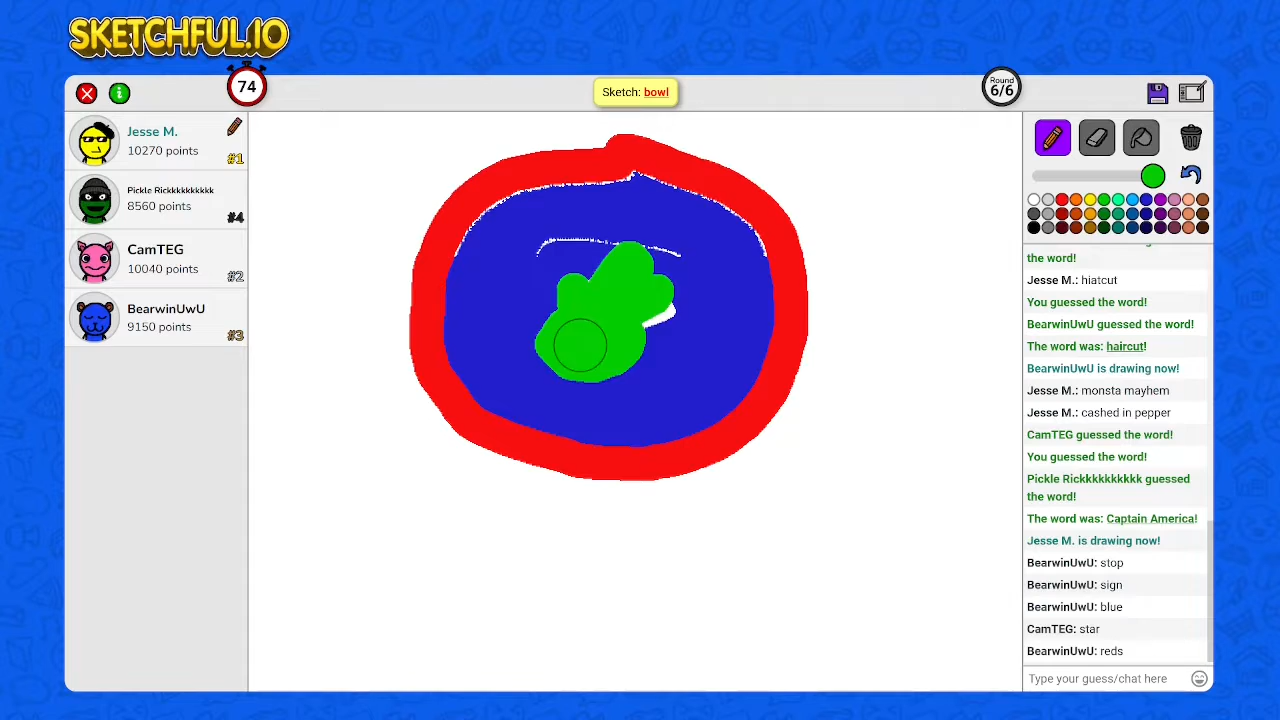 SKETCHFUL.IO
74
Sketch: bowl
Round
6/6
Jesse M.
10270 points
#1
Pickle Rickkkkkkkkkk
8560 points
#4
CamTEG
10040 points
#2
BearwinUwU
9150 points
#3
the word!
Jesse M.: hiatcut
You guessed the word!
BearwinUwU guessed the word!
The word was: haircut!
BearwinUwU is drawing now!
Jesse M.: monsta mayhem
Jesse M.: cashed in pepper
CamTEG guessed the word!
You guessed the word!
Pickle Rickkkkkkkkkk guessed
the word!
The word was: Captain America!
Jesse M. is drawing now!
BearwinUwU: stop
BearwinUwU: sign
BearwinUwU: blue
CamTEG: star
BearwinUwU: reds
Type your guess/chat here